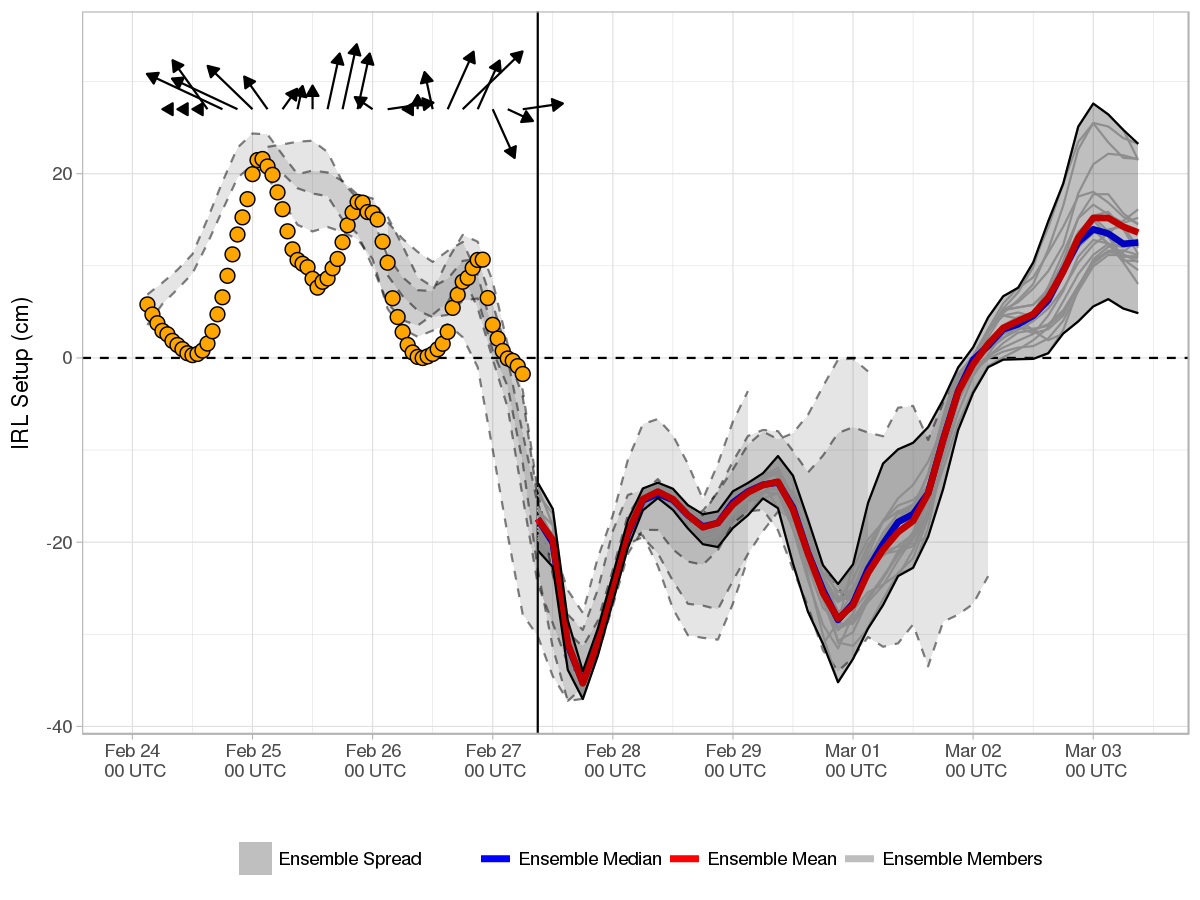 IRL Setup (cm)
20
0
-20
-40
Feb 24 Feb 25 Feb 26 Feb 27 Feb 28 Feb 29 Mar 01 Mar 02 Mar 03
00 UTC 00 UTC 00 UTC 00 UTC 00 UTC 00 UTC 00 UTC 00 UTC 00 UTC
Ensemble Spread Ensemble Median Ensemble Mean Ensemble Members